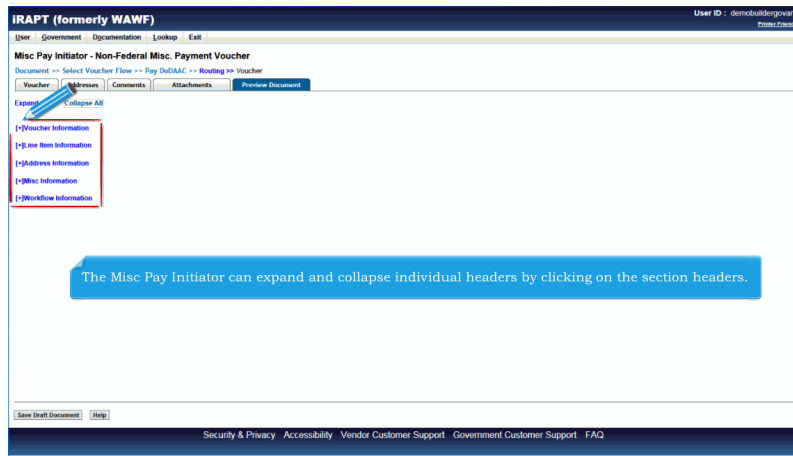 iRAPT (formerly WAWF)
User ID : demobuildergovar
Printer Friend
User Government Documentation Lookup Exit
Misc Pay Initiator - Non-Federal Misc. Payment Voucher
Document >> Select Voucher Flow >> Pay DoDAAC >> Routing >> Voucher
Voucher Addresses Comments Attachments Preview Document
Expand Collapse All
[+]Voucher Information
[+]Line Item Information
[+]Address Information
[+]Misc Information
[+]Workflow Information
The Misc Pay Initiator can expand and collapse individual headers by clicking on the section headers.
Save Draft Document Help
Security & Privacy Accessibility Vendor Customer Support Government Customer Support FAQ